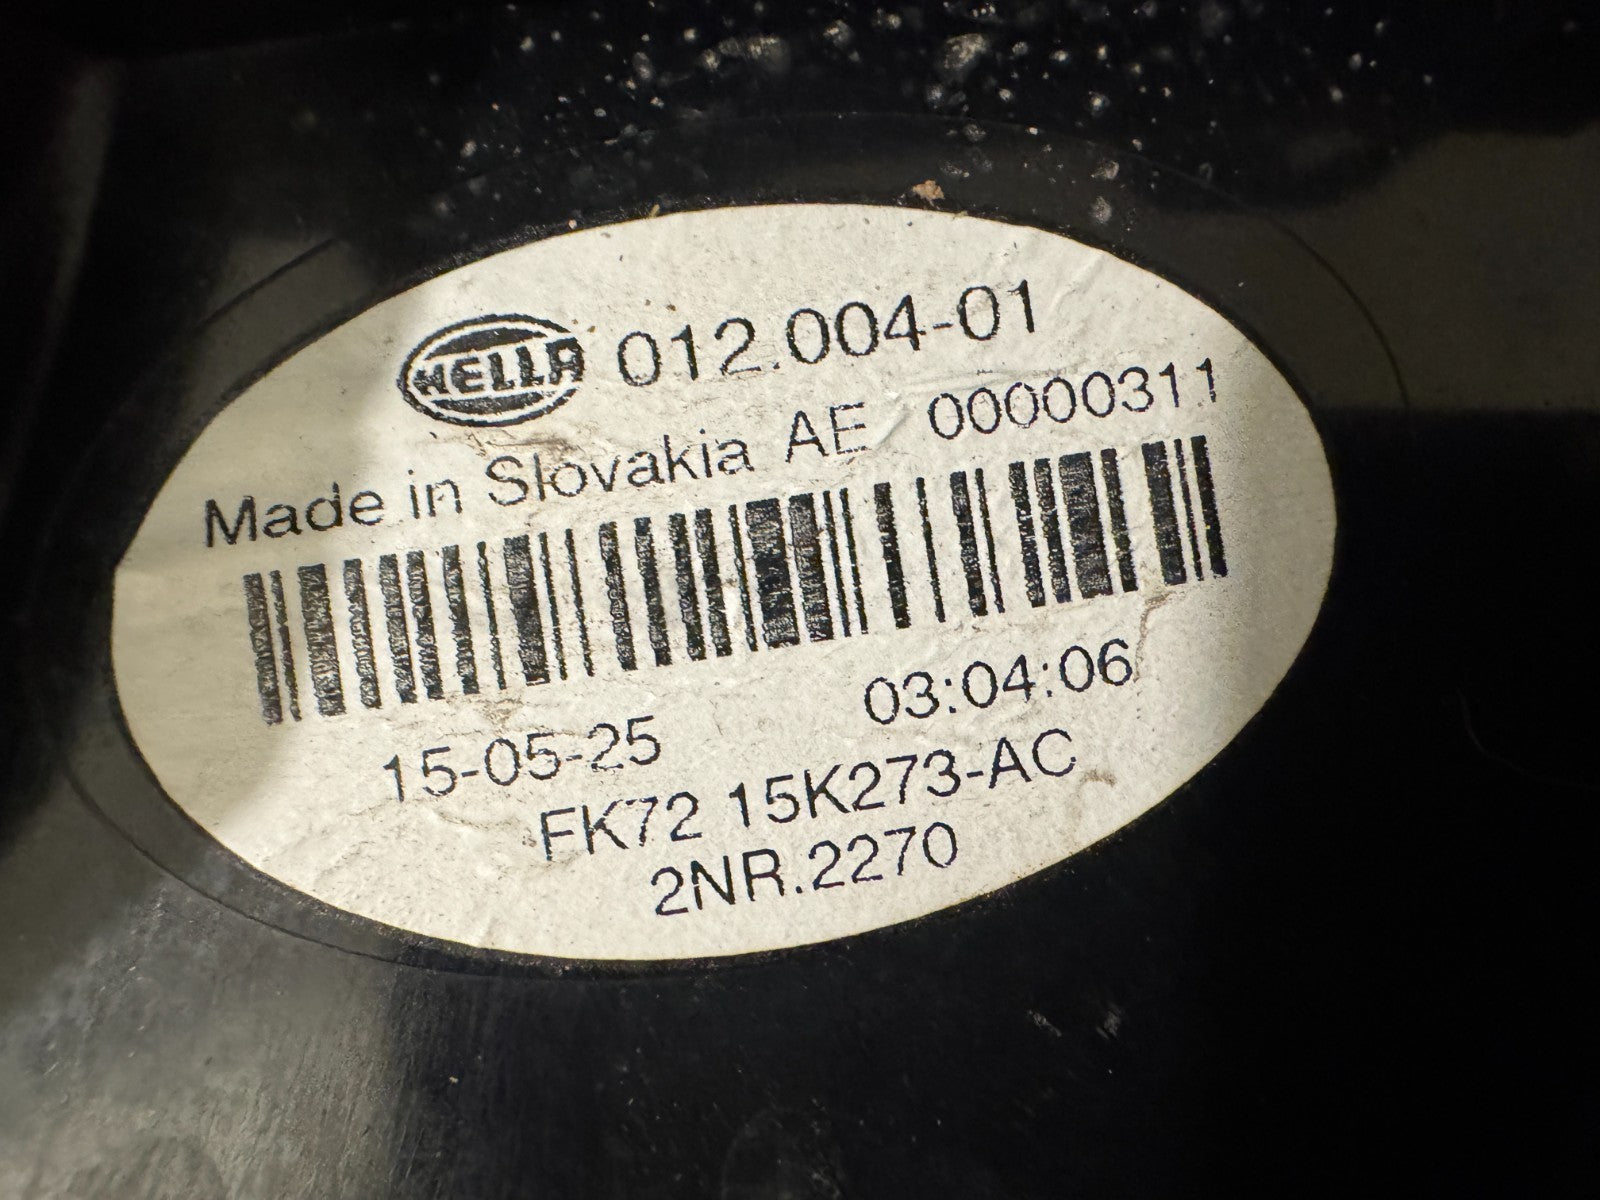 HELLA 012.004-01
Made in Slovakia AE 00000311
15-05-25 03:04:06
FK72 15K273-AC
2NR.2270